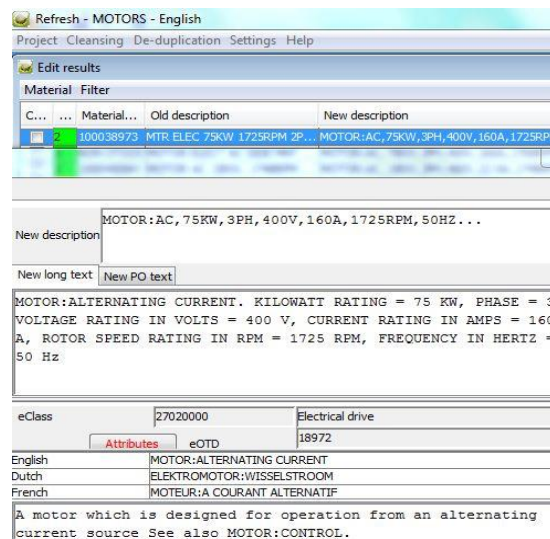 Refresh - MOTORS - English
Project Cleansing De-duplication Settings Help
Edit results
Material Filter
C... ... Material... Old description New description
2 100038973 MTR ELEC 75KW 1725RPM 2P... MOTOR:AC,75KW,3PH,400V,160A,1725RP
New description
MOTOR:AC,75KW,3PH,400V,160A,1725RPM,50HZ...
New long text New PO text
MOTOR:ALTERNATING CURRENT. KILOWATT RATING = 75 KW, PHASE = 3
VOLTAGE RATING IN VOLTS = 400 V, CURRENT RATING IN AMPS = 160
A, ROTOR SPEED RATING IN RPM = 1725 RPM, FREQUENCY IN HERTZ =
50 Hz
eClass 27020000 Electrical drive
Attributes eOTD 18972
English MOTOR:ALTERNATING CURRENT
Dutch ELEKTROMOTOR:WISSELSTROOM
French MOTEUR:A COURANT ALTERNATIF
A motor which is designed for operation from an alternating
current source See also MOTOR:CONTROL.